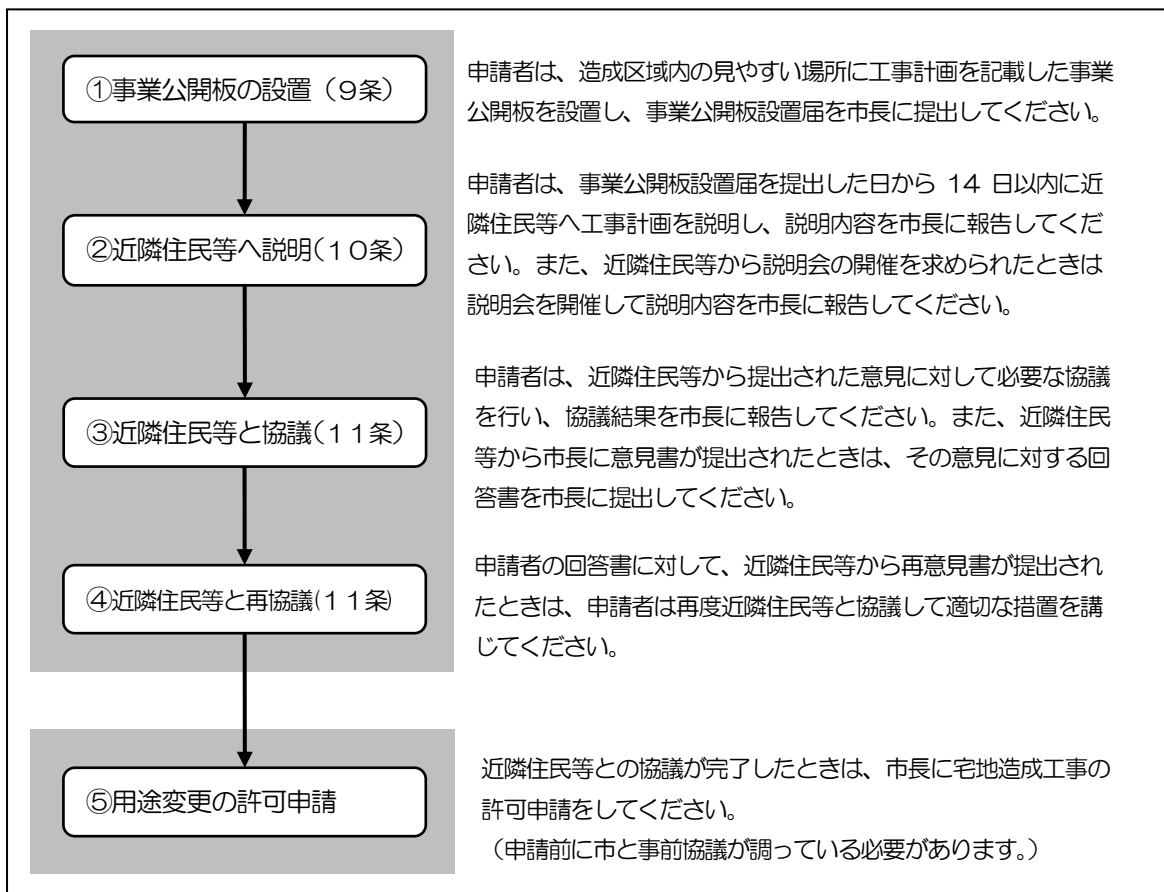 ①事業公開板の設置（９条）
申請者は、造成区域内の見やすい場所に工事計画を記載した事業
公開板を設置し、事業公開板設置届を市長に提出してください。
②近隣住民等へ説明(１０条)
申請者は、事業公開板設置届を提出した日から 14 日以内に近
隣住民等へ工事計画を説明し、説明内容を市長に報告してくだ
さい。また、近隣住民等から説明会の開催を求められたときは
説明会を開催して説明内容を市長に報告してください。
③近隣住民等と協議(１１条)
申請者は、近隣住民等から提出された意見に対して必要な協議
を行い、協議結果を市長に報告してください。また、近隣住民
等から市長に意見書が提出されたときは、その意見に対する回
答書を市長に提出してください。
④近隣住民等と再協議(１１条)
申請者の回答書に対して、近隣住民等から再意見書が提出され
たときは、申請者は再度近隣住民等と協議して適切な措置を講
じてください。
⑤用途変更の許可申請
近隣住民等との協議が完了したときは、市長に宅地造成工事の
許可申請をしてください。
（申請前に市と事前協議が調っている必要があります。）